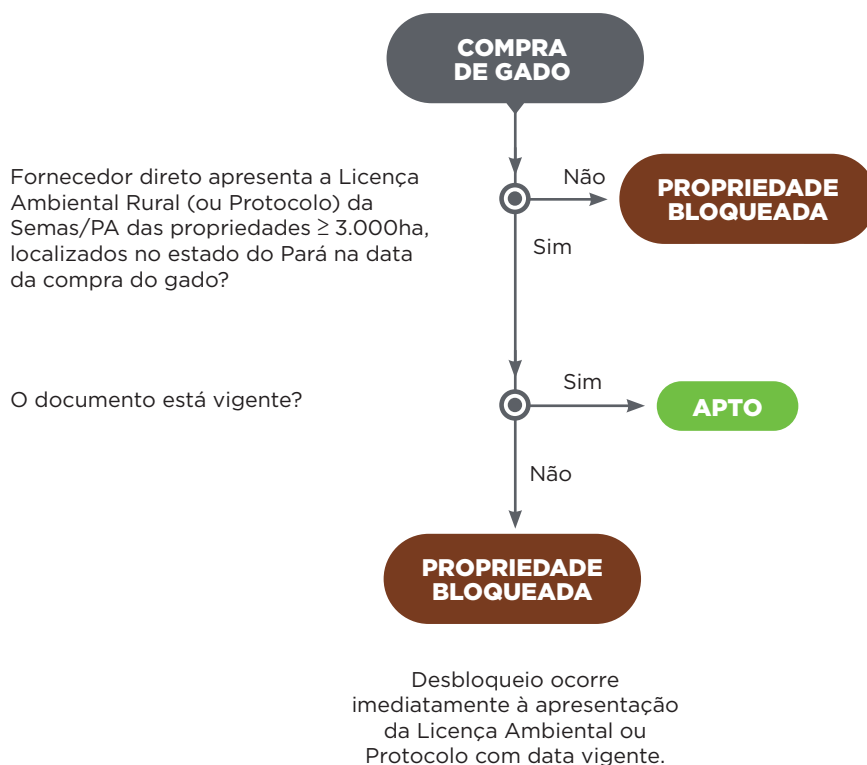 COMPRA
DE GADO
Fornecedor direto apresenta a Licença
Ambiental Rural (ou Protocolo) da
Semas/PA das propriedades ≥ 3.000ha,
localizados no estado do Pará na data
da compra do gado?
Não
PROPRIEDADE
BLOQUEADA
Sim
O documento está vigente?
Sim
APTO
Não
PROPRIEDADE
BLOQUEADA
Desbloqueio ocorre
imediatamente à apresentação
da Licença Ambiental ou
Protocolo com data vigente.